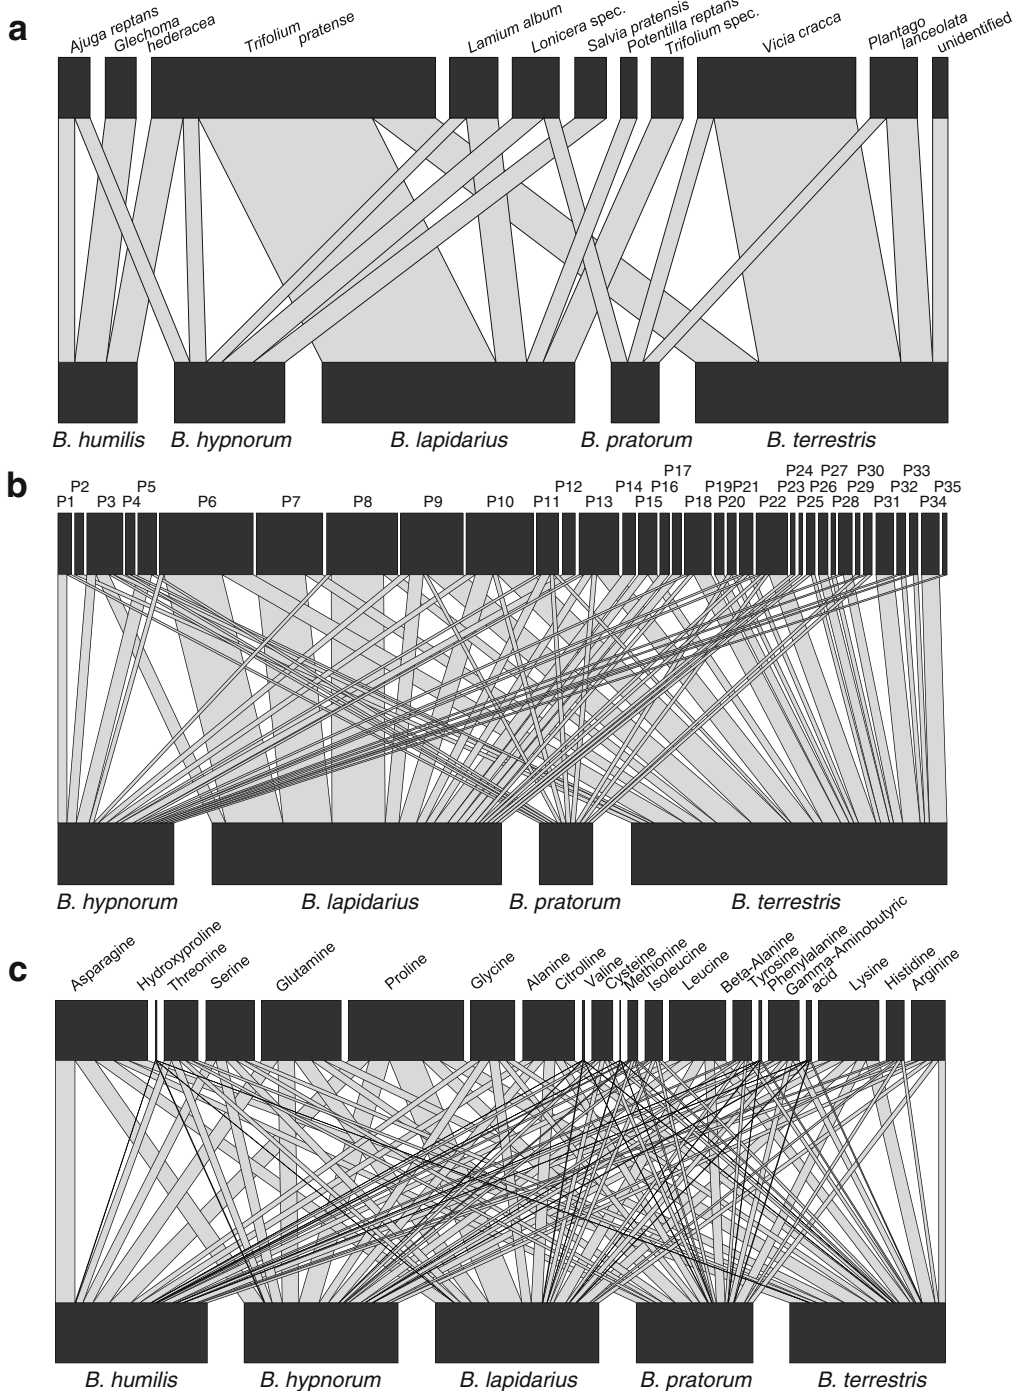 a
Ajuga reptans
Glechoma
hederacea
Trifolium
pratense
Lamium album
Lonicera spec.
Salvia pratensis
Potentilla reptans
Trifolium spec.
Vicia cracca
Plantago
lanceolata
unidentified
B. humilis B. hypnorum B. lapidarius B. pratorum B. terrestris
b
P17 P24 P27 P30 P33
P2 P5 P12 P14 P16 P19 P21 P23 P26 P29 P32 P35
P1 P3 P4 P6 P7 P8 P9 P10 P11 P13 P15 P18 P20 P22 P25 P28 P31 P34
B. hypnorum B. lapidarius B. pratorum B. terrestris
c
Asparagine
Hydroxyproline
Threonine
Serine
Glutamine
Proline
Glycine
Alanine
Citrolline
Valine
Cysteine
Methionine
Isoleucine
Leucine
Beta-Alanine
Tyrosine
Phenylalanine
Gamma-Aminobutyric
acid
Lysine
Histidine
Arginine
B. humilis B. hypnorum B. lapidarius B. pratorum B. terrestris